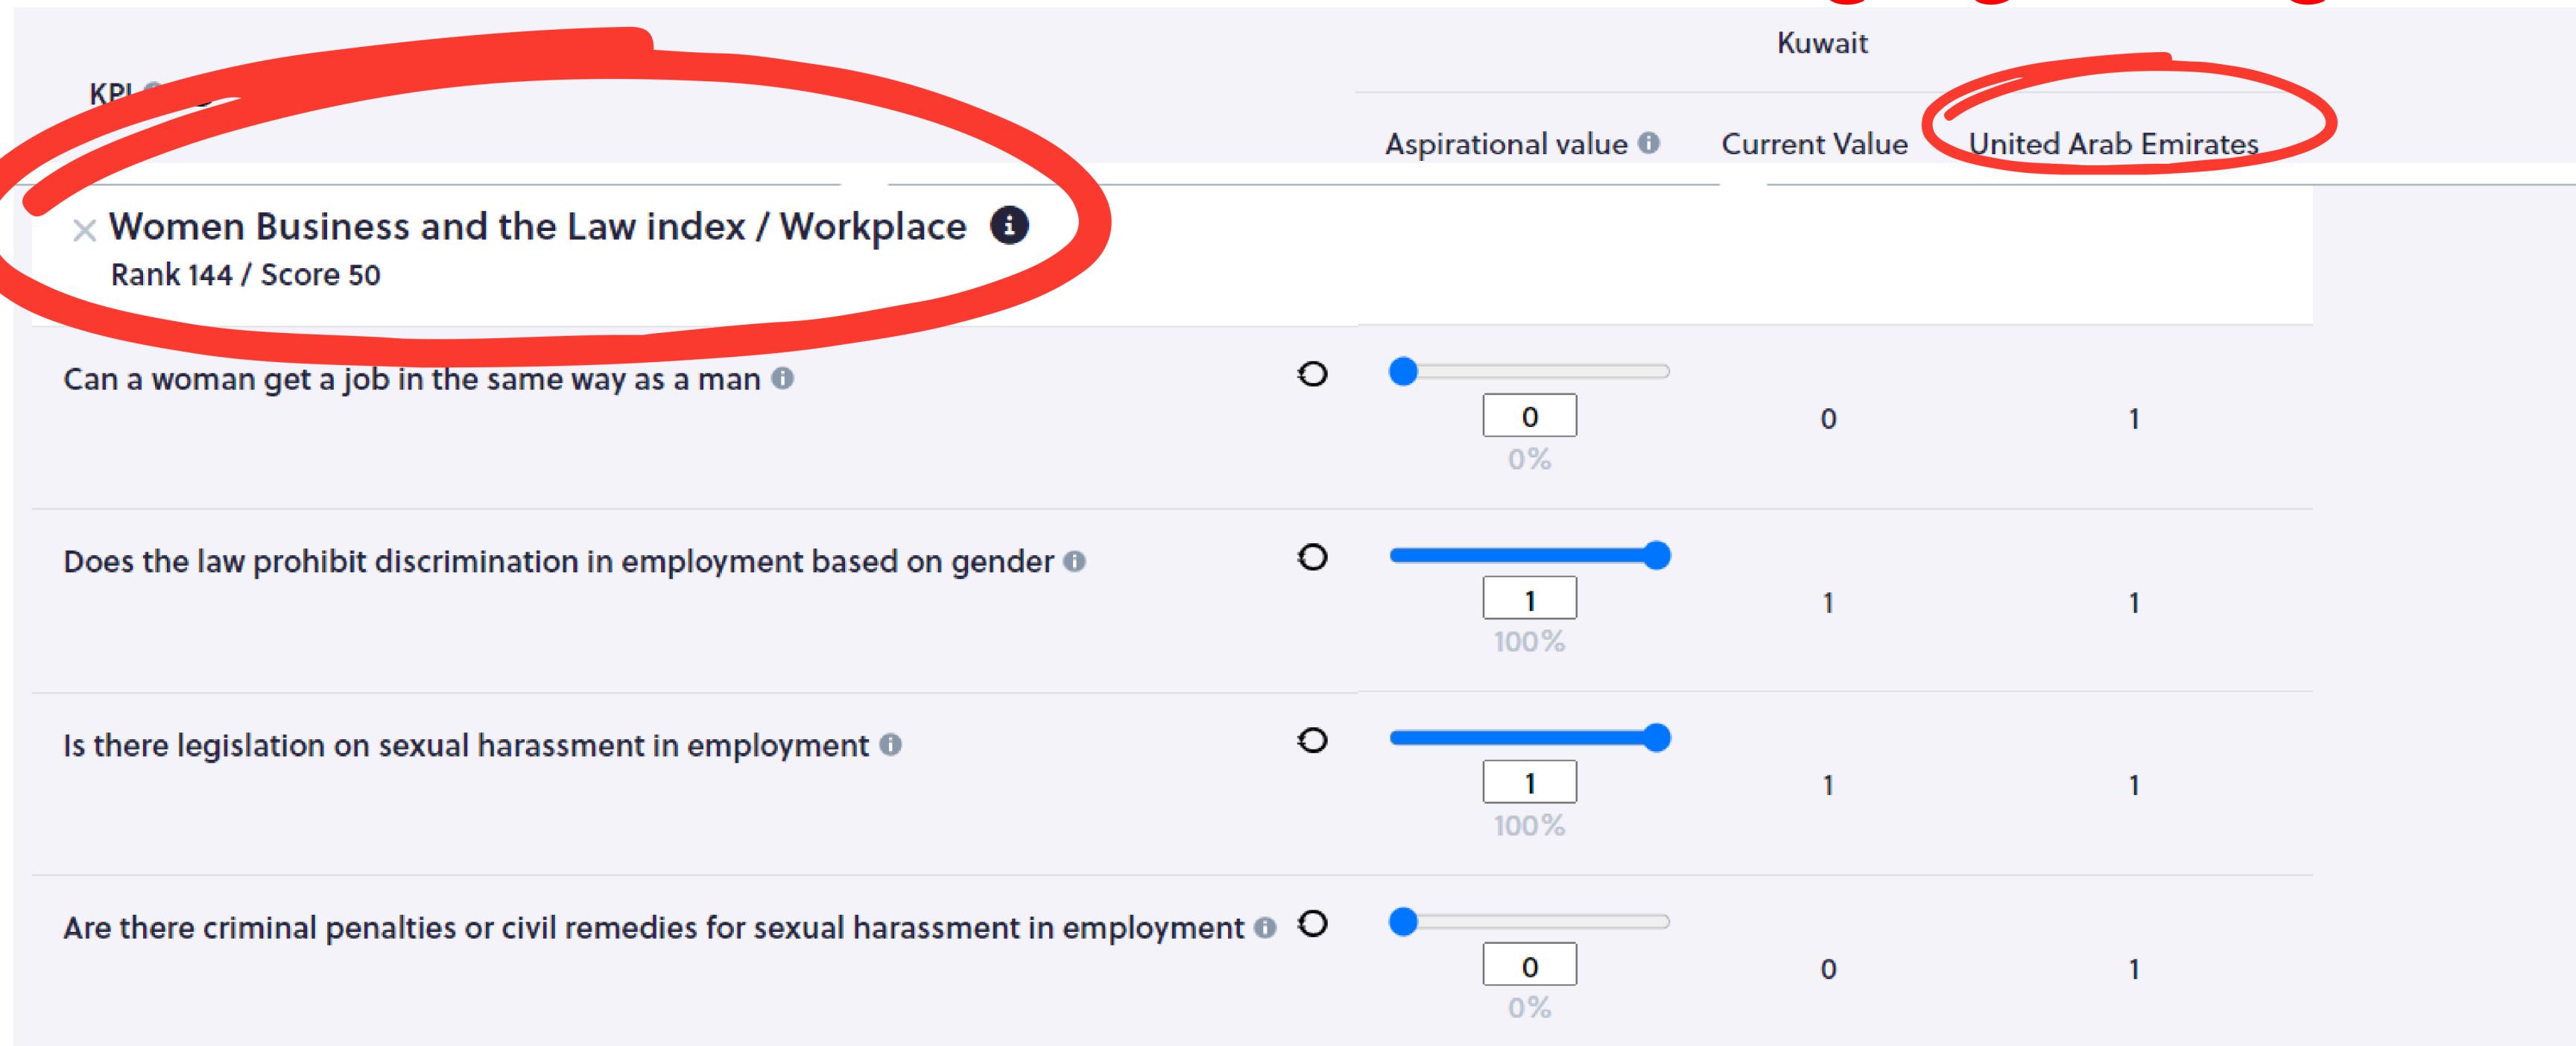 Kuwait
KPI
Aspirational value Current Value United Arab Emirates
Women Business and the Law index / Workplace
Rank 144 / Score 50
Can a woman get a job in the same way as a man
0
0 1
0%
Does the law prohibit discrimination in employment based on gender
1
1 1
100%
Is there legislation on sexual harassment in employment
1
1 1
100%
Are there criminal penalties or civil remedies for sexual harassment in employment
0
0 1
0%